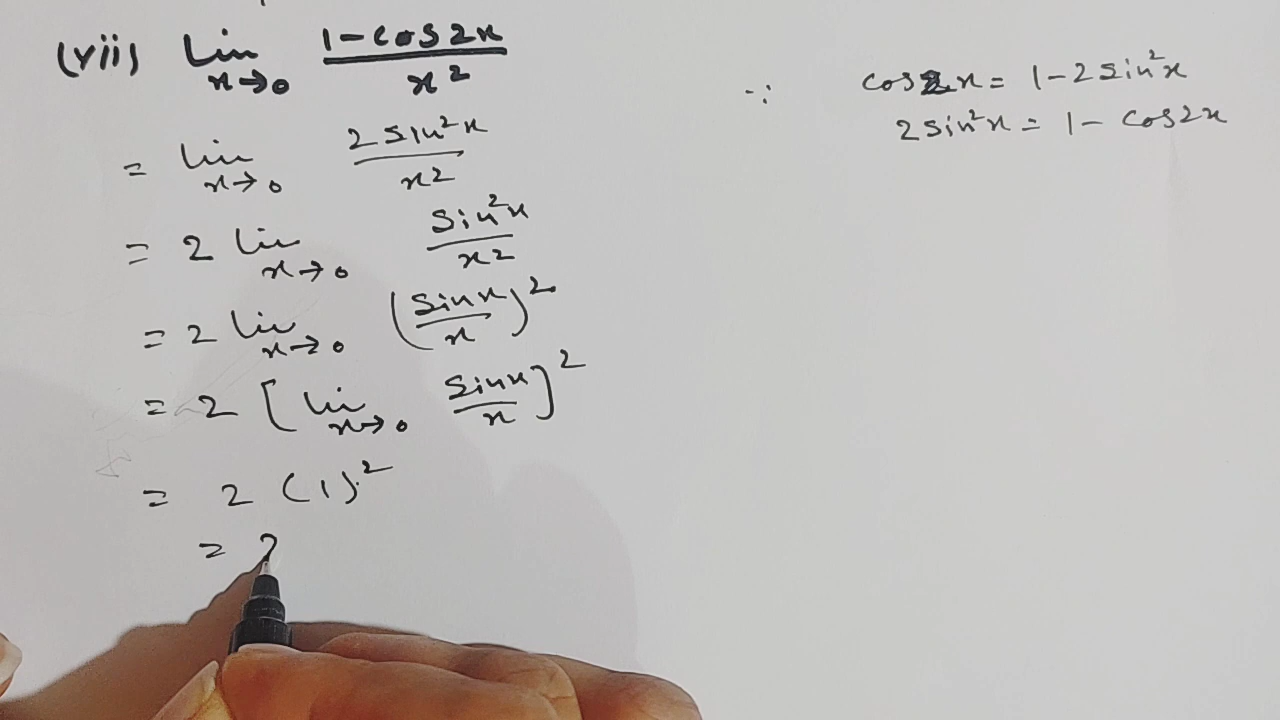 (vii) lim x→0 1-cos2x / x²
∵ cos2x = 1-2sin²x
2sin²x = 1- cos2x
= lim x→0 2sin²x / x²
= 2 lim x→0 sin²x / x²
= 2 lim x→0 (sinx / x)²
= 2 [lim x→0 sinx / x]²
= 2 (1)²
= 2